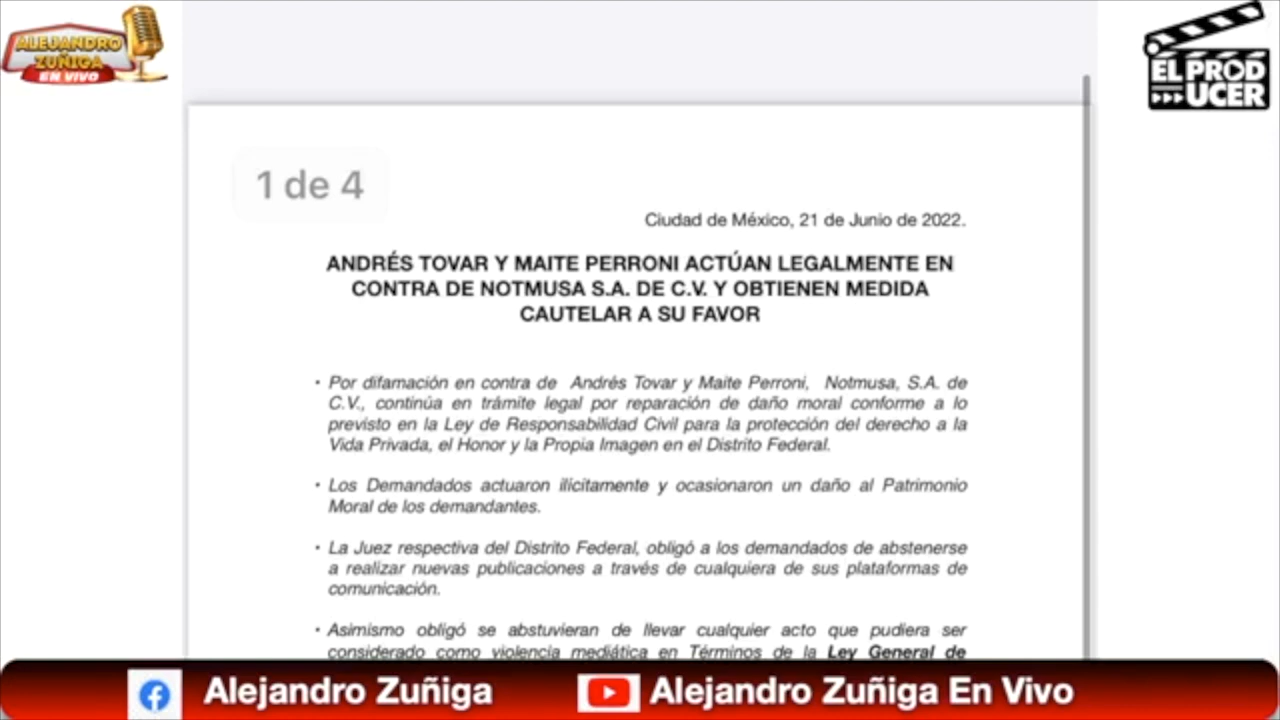 ALEJANDRO
ZUÑIGA
EN VIVO
EL PROD
UCER
1 de 4
Ciudad de México, 21 de Junio de 2022.
ANDRÉS TOVAR Y MAITE PERRONI ACTÚAN LEGALMENTE EN
CONTRA DE NOTMUSA S.A. DE C.V. Y OBTIENEN MEDIDA
CAUTELAR A SU FAVOR
• Por difamación en contra de Andrés Tovar y Maite Perroni, Notmusa, S.A. de
C.V., continúa en trámite legal por reparación de daño moral conforme a lo
previsto en la Ley de Responsabilidad Civil para la protección del derecho a la
Vida Privada, el Honor y la Propia Imagen en el Distrito Federal.
• Los Demandados actuaron ilícitamente y ocasionaron un daño al Patrimonio
Moral de los demandantes.
• La Juez respectiva del Distrito Federal, obligó a los demandados de abstenerse
a realizar nuevas publicaciones a través de cualquiera de sus plataformas de
comunicación.
• Asimismo obligó se abstuvieran de llevar cualquier acto que pudiera ser
considerado como violencia mediática en Términos de la Ley General de
Alejandro Zuñiga
Alejandro Zuñiga En Vivo